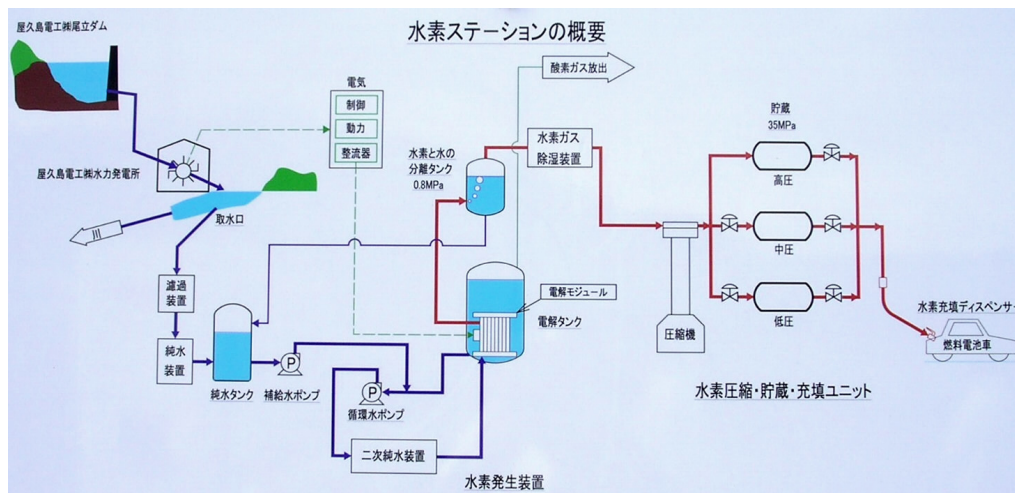 水素ステーションの概要
屋久島電工㈱尾立ダム
酸素ガス放出
電気
制御
動力
整流器
屋久島電工㈱水力発電所
取水口
川
濾過
装置
純水
装置
純水タンク
補給水ポンプ
P
循環水ポンプ
P
二次純水装置
水素と水の
分離タンク
0.8MPa
電解モジュール
電解タンク
水素発生装置
水素ガス
除湿装置
圧縮機
貯蔵
35MPa
高圧
中圧
低圧
水素充填ディスペンサー
燃料電池車
水素圧縮・貯蔵・充填ユニット